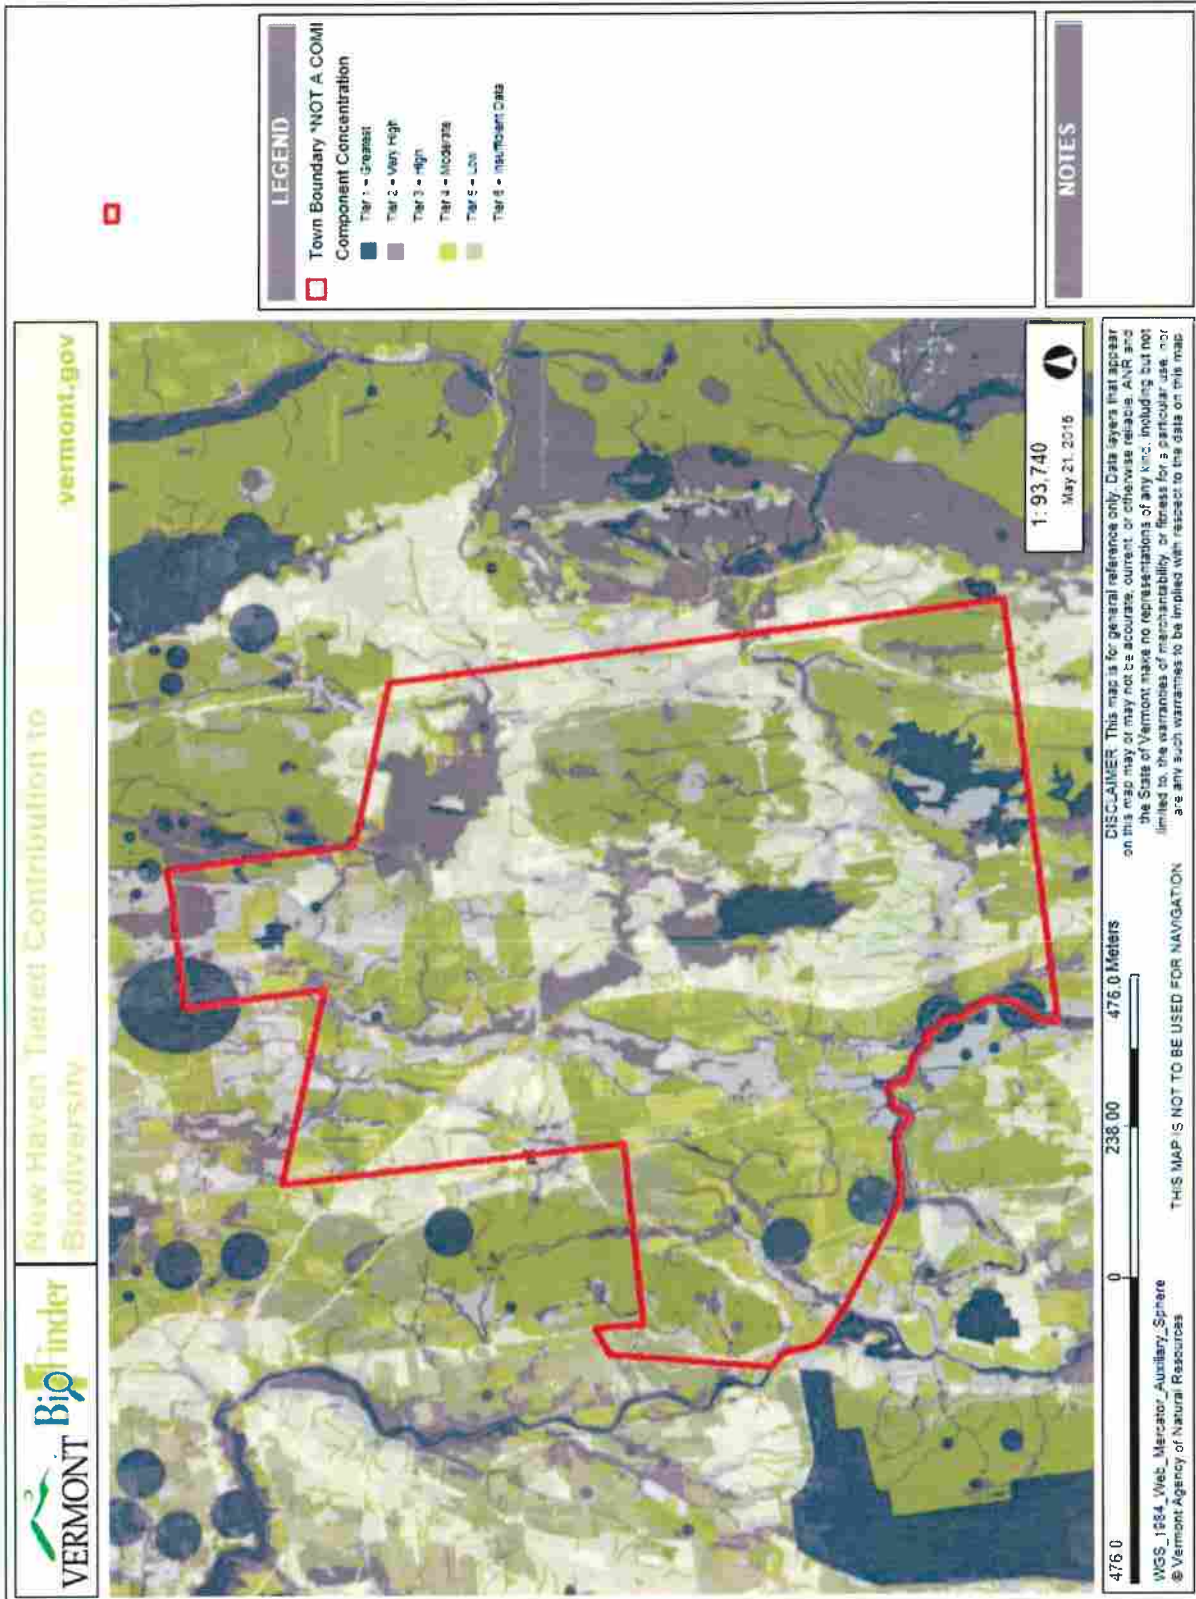 VERMONT BioFinder
New Haven Tiered Contribution to
Biodiversity
vermont.gov
LEGEND
Town Boundary *NOT A COMI
Component Concentration
Tier 1 - Greatest
Tier 2 - Very High
Tier 3 - High
Tier 4 - Moderate
Tier 5 - Low
Tier 6 - Insufficient Data
NOTES
1: 93,740
May 21, 2015
476.0 0 238.00 476.0 Meters
WGS_1984_Web_Mercator_Auxiliary_Sphere
© Vermont Agency of Natural Resources
THIS MAP IS NOT TO BE USED FOR NAVIGATION
DISCLAIMER: This map is for general reference only. Data layers that appear
on this map may or may not be accurate, current, or otherwise reliable. ANR and
the State of Vermont make no representations of any kind, including but not
limited to, the warranties of merchantability, or fitness for a particular use, nor
are any such warranties to be implied with respect to the data on this map.